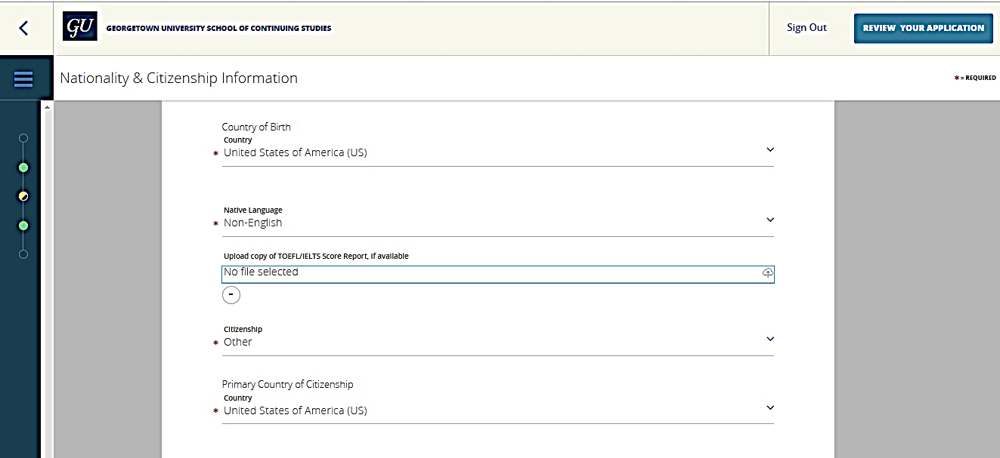 GU GEORGETOWN UNIVERSITY SCHOOL OF CONTINUING STUDIES
Sign Out
REVIEW YOUR APPLICATION
Nationality & Citizenship Information
* = REQUIRED
Country of Birth
Country
* United States of America (US)
Native Language
* Non-English
Upload copy of TOEFL/IELTS Score Report, if available
No file selected
-
Citizenship
* Other
Primary Country of Citizenship
Country
* United States of America (US)